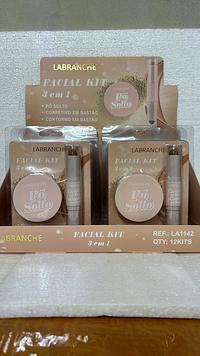 LABRANCHE
FACIAL KIT
3 em 1
• PÓ SOLTO
• CORRETIVO EM BASTÃO
• CONTORNO EM BASTÃO
Pó
Solto
LABRANCHE
FACIAL KIT
3 em 1
Pó
Solto
LABRANCHE
FACIAL KIT
3 em 1
Pó
Solto
LABRANCHE
FACIAL KIT
3 em 1
REF.: LA1142
QTY: 12KITS